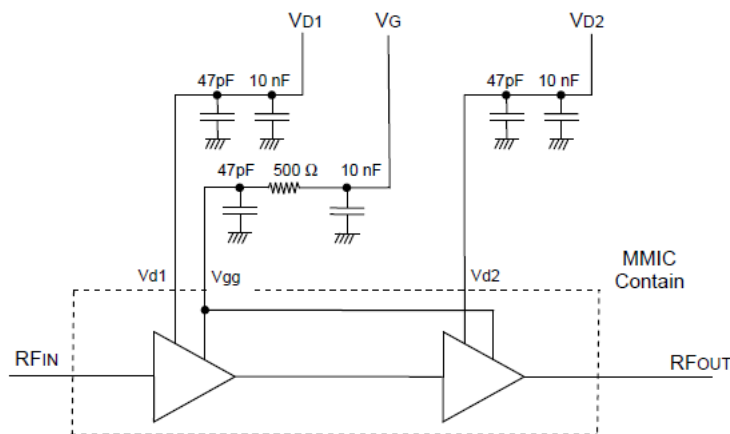 VD1 VG VD2
47pF 10 nF 47pF 10 nF
47pF 500 Ω 10 nF
Vd1 Vgg Vd2
MMIC
Contain
RFIN RFOUT